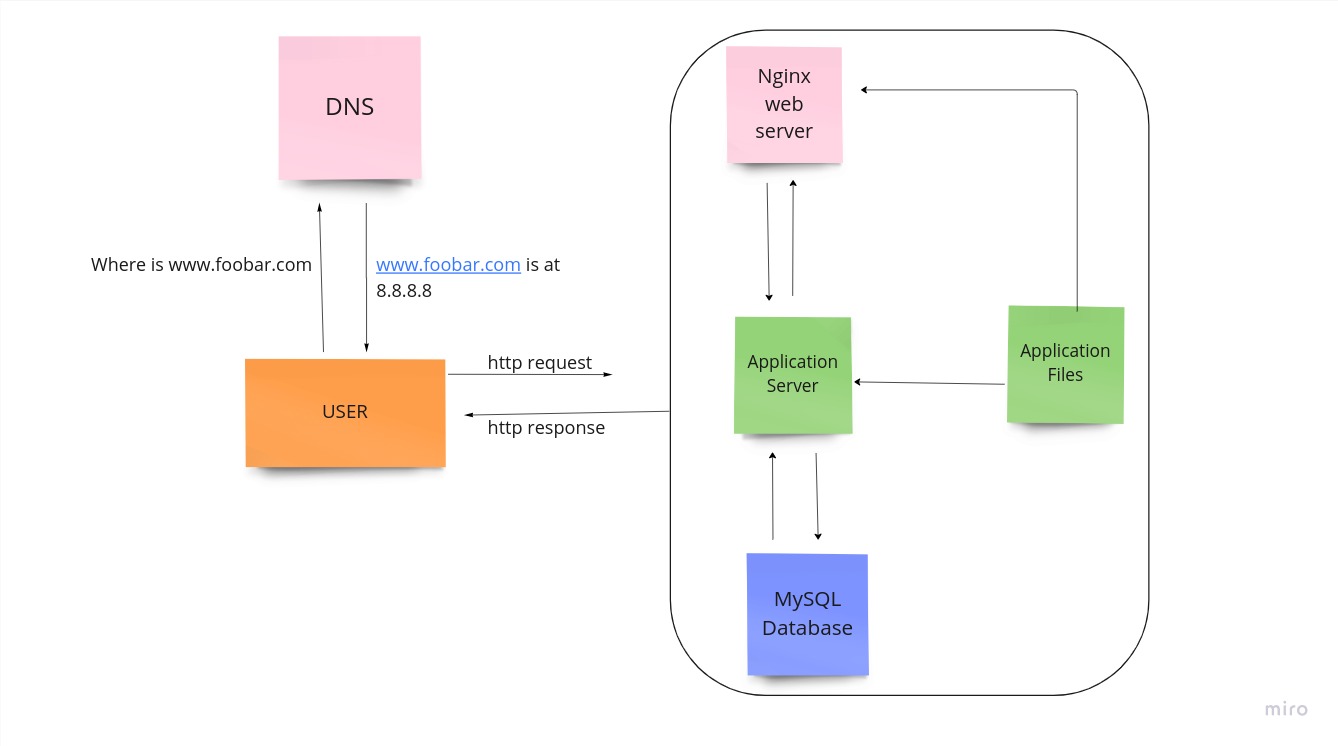 DNS
Nginx
web
server
Where is www.foobar.com
www.foobar.com is at
8.8.8.8
http request
USER
http response
Application
Server
Application
Files
MySQL
Database
miro